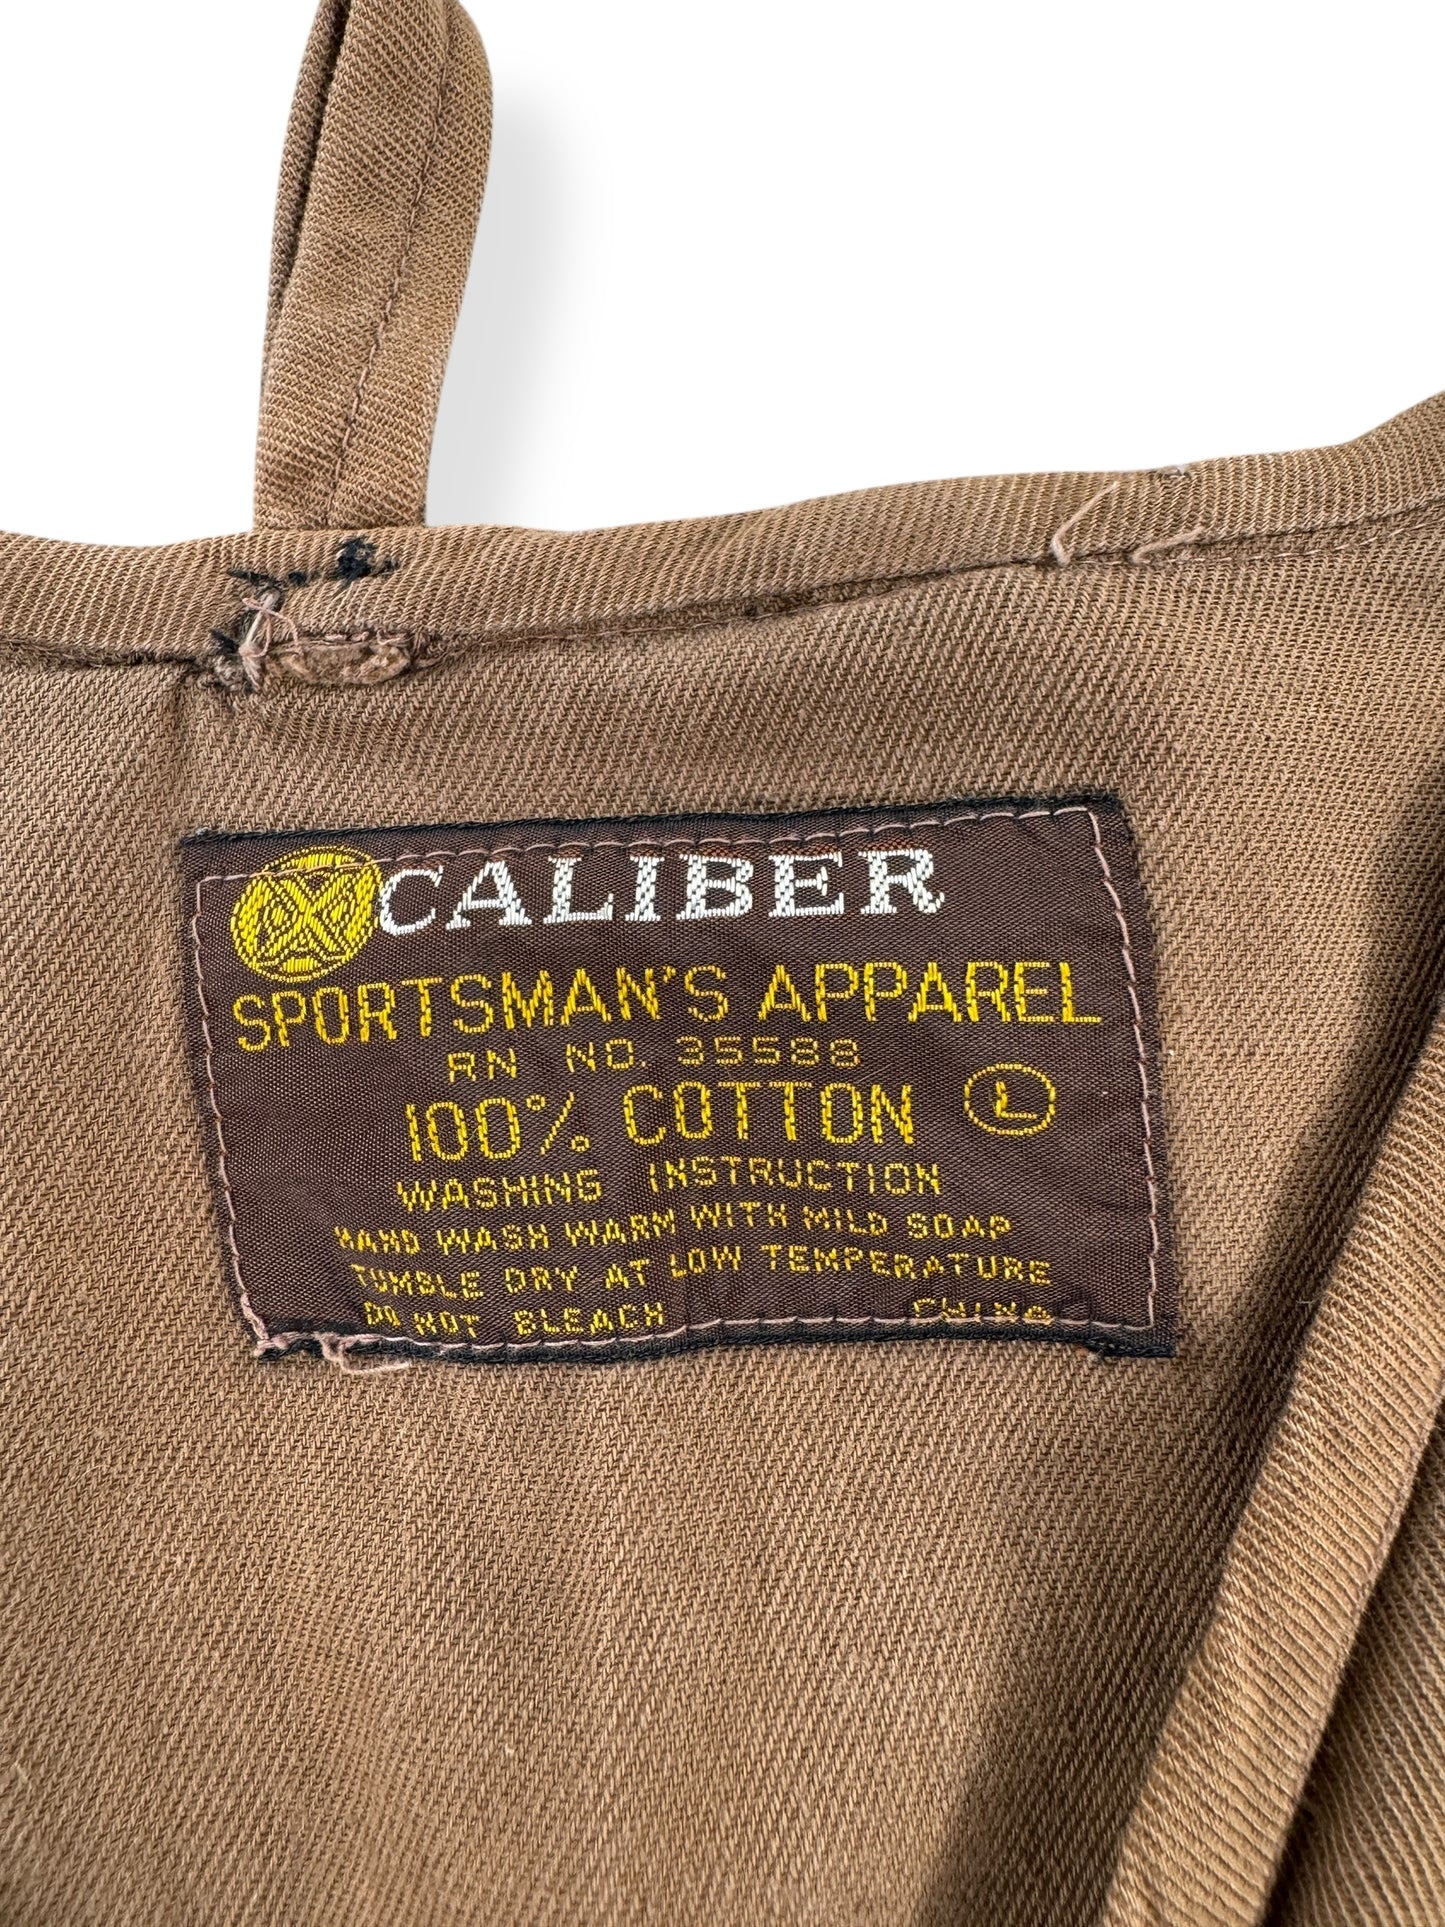 X CALIBER
SPORTSMAN'S APPAREL
RN NO. 35588
100% COTTON L
WASHING INSTRUCTION
HAND WASH WARM WITH MILD SOAP
TUMBLE DRY AT LOW TEMPERATURE
DO NOT BLEACH CHINA